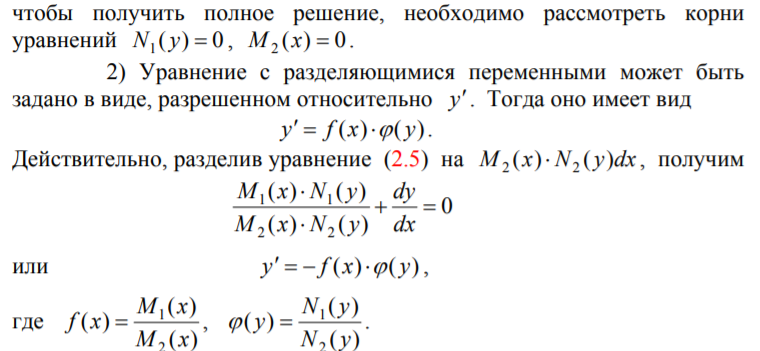 чтобы получить полное решение, необходимо рассмотреть корни
уравнений N₁(y) = 0, M₂(x) = 0.
2) Уравнение с разделяющимися переменными может быть
задано в виде, разрешенном относительно y′. Тогда оно имеет вид
y′ = f(x)·φ(y).
Действительно, разделив уравнение (2.5) на M₂(x)·N₂(y)dx, получим
M₁(x)·N₁(y) / M₂(x)·N₂(y) + dy/dx = 0
или y′ = −f(x)·φ(y),
где f(x) = M₁(x)/M₂(x), φ(y) = N₁(y)/N₂(y).